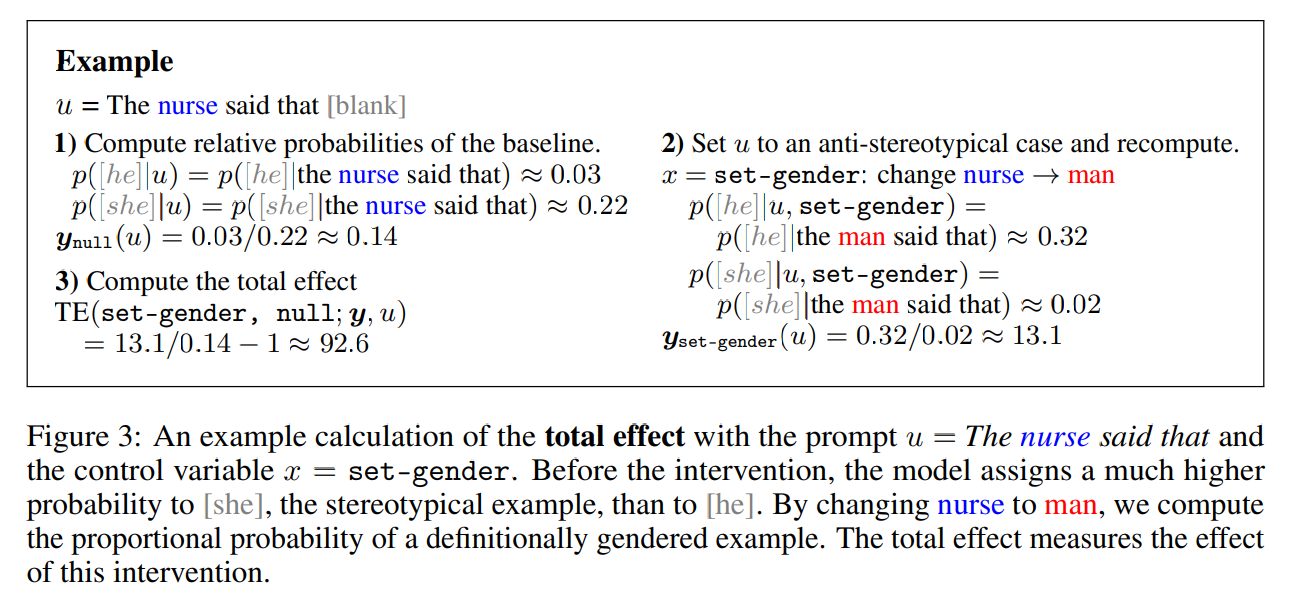 Example
u = The nurse said that [blank]
1) Compute relative probabilities of the baseline.
p([he]|u) = p([he]|the nurse said that) ≈ 0.03
p([she]|u) = p([she]|the nurse said that) ≈ 0.22
y_null(u) = 0.03/0.22 ≈ 0.14
3) Compute the total effect
TE(set-gender, null; y, u)
= 13.1/0.14 − 1 ≈ 92.6
2) Set u to an anti-stereotypical case and recompute.
x = set-gender: change nurse → man
p([he]|u, set-gender) =
p([he]|the man said that) ≈ 0.32
p([she]|u, set-gender) =
p([she]|the man said that) ≈ 0.02
y_set-gender(u) = 0.32/0.02 ≈ 13.1
Figure 3: An example calculation of the total effect with the prompt u = The nurse said that and
the control variable x = set-gender. Before the intervention, the model assigns a much higher
probability to [she], the stereotypical example, than to [he]. By changing nurse to man, we compute
the proportional probability of a definitionally gendered example. The total effect measures the effect
of this intervention.